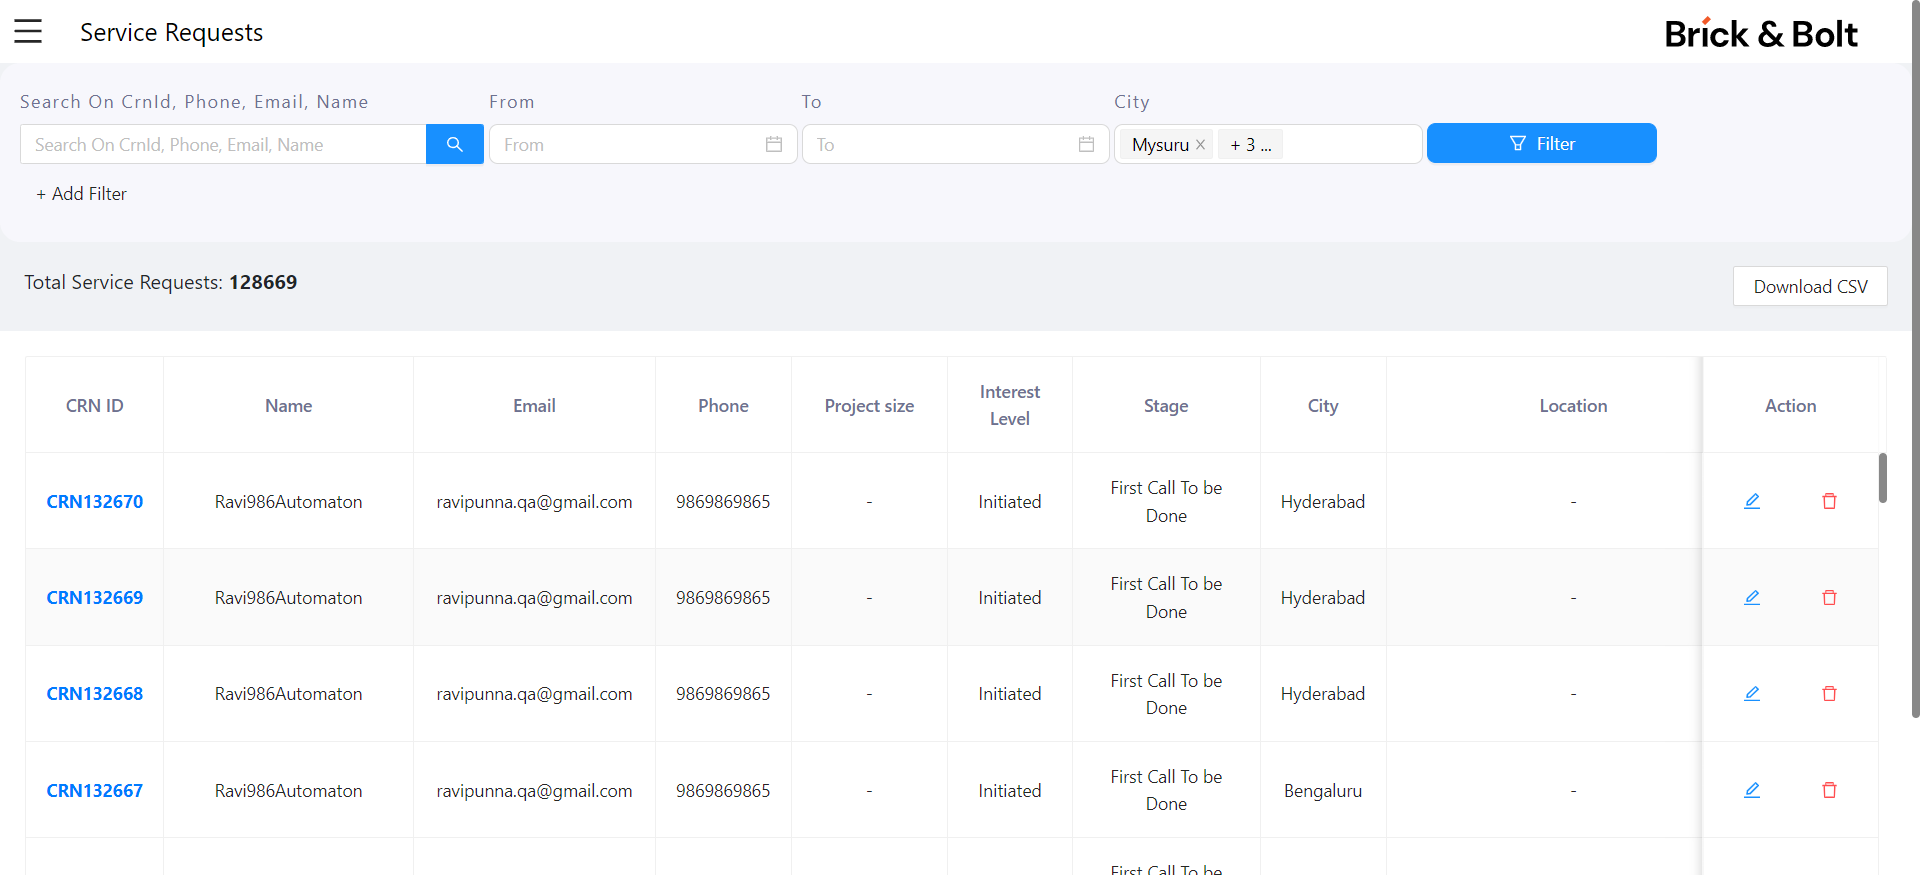 Service Requests
Brick & Bolt
Search On CrnId, Phone, Email, Name
From
To
City
Search On CrnId, Phone, Email, Name
From
To
Mysuru
+ 3 ...
Filter
+ Add Filter
Total Service Requests: 128669
Download CSV
CRN ID
Name
Email
Phone
Project size
Interest
Level
Stage
City
Location
Action
CRN132670
Ravi986Automaton
ravipunna.qa@gmail.com
9869869865
-
Initiated
First Call To be
Done
Hyderabad
-
CRN132669
Ravi986Automaton
ravipunna.qa@gmail.com
9869869865
-
Initiated
First Call To be
Done
Hyderabad
-
CRN132668
Ravi986Automaton
ravipunna.qa@gmail.com
9869869865
-
Initiated
First Call To be
Done
Hyderabad
-
CRN132667
Ravi986Automaton
ravipunna.qa@gmail.com
9869869865
-
Initiated
First Call To be
Done
Bengaluru
-
First Call To be